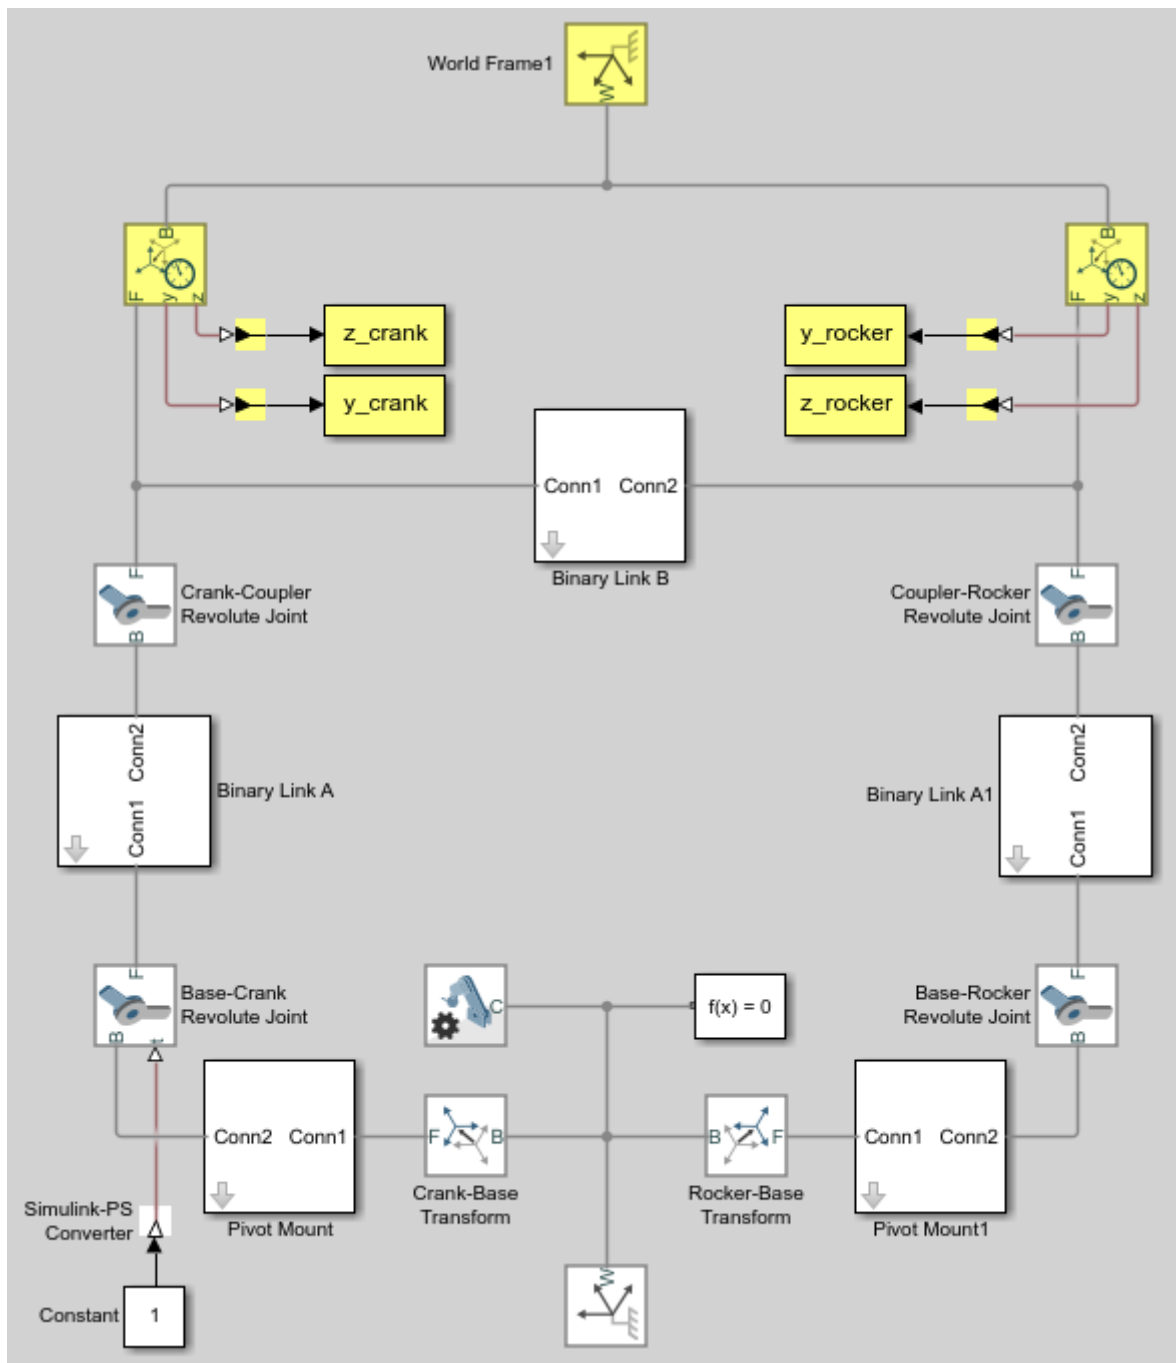 World Frame1
W
B
B
F
y
z
F
y
z
z_crank
y_rocker
y_crank
z_rocker
Conn1
Conn2
Binary Link B
F
Crank-Coupler
Revolute Joint
B
Coupler-Rocker
Revolute Joint
F
B
Conn2
Conn1
Binary Link A
Binary Link A1
Conn2
Conn1
F
Base-Crank
Revolute Joint
B
t
C
f(x) = 0
Base-Rocker
Revolute Joint
F
B
Conn2
Conn1
Pivot Mount
F
B
Crank-Base
Transform
B
F
Rocker-Base
Transform
Conn1
Conn2
Pivot Mount1
Simulink-PS
Converter
Constant
1
W